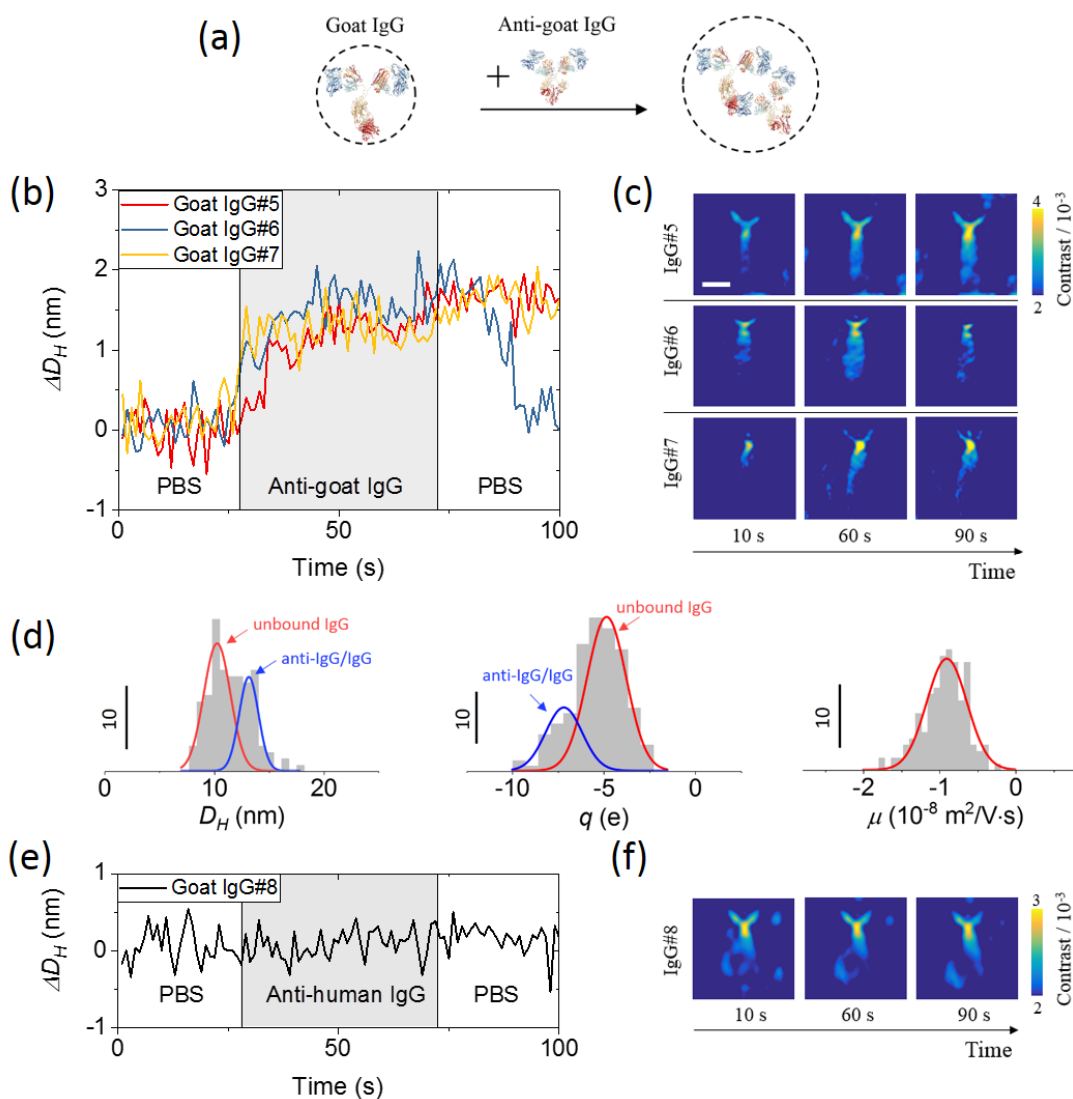 (a)
Goat IgG
Anti-goat IgG
+
(b)
3
2
1
0
-1
ΔD_H (nm)
Goat IgG#5
Goat IgG#6
Goat IgG#7
PBS
Anti-goat IgG
PBS
0
50
100
Time (s)
(c)
IgG#5
IgG#6
IgG#7
4
2
Contrast / 10⁻³
10 s
60 s
90 s
Time
(d)
unbound IgG
anti-IgG/IgG
10
0
10
20
D_H (nm)
unbound IgG
anti-IgG/IgG
10
-10
-5
0
q (e)
10
-2
-1
0
μ (10⁻⁸ m²/V·s)
(e)
1
0
-1
ΔD_H (nm)
Goat IgG#8
PBS
Anti-human IgG
PBS
0
50
100
Time (s)
(f)
IgG#8
3
2
Contrast / 10⁻³
10 s
60 s
90 s
Time